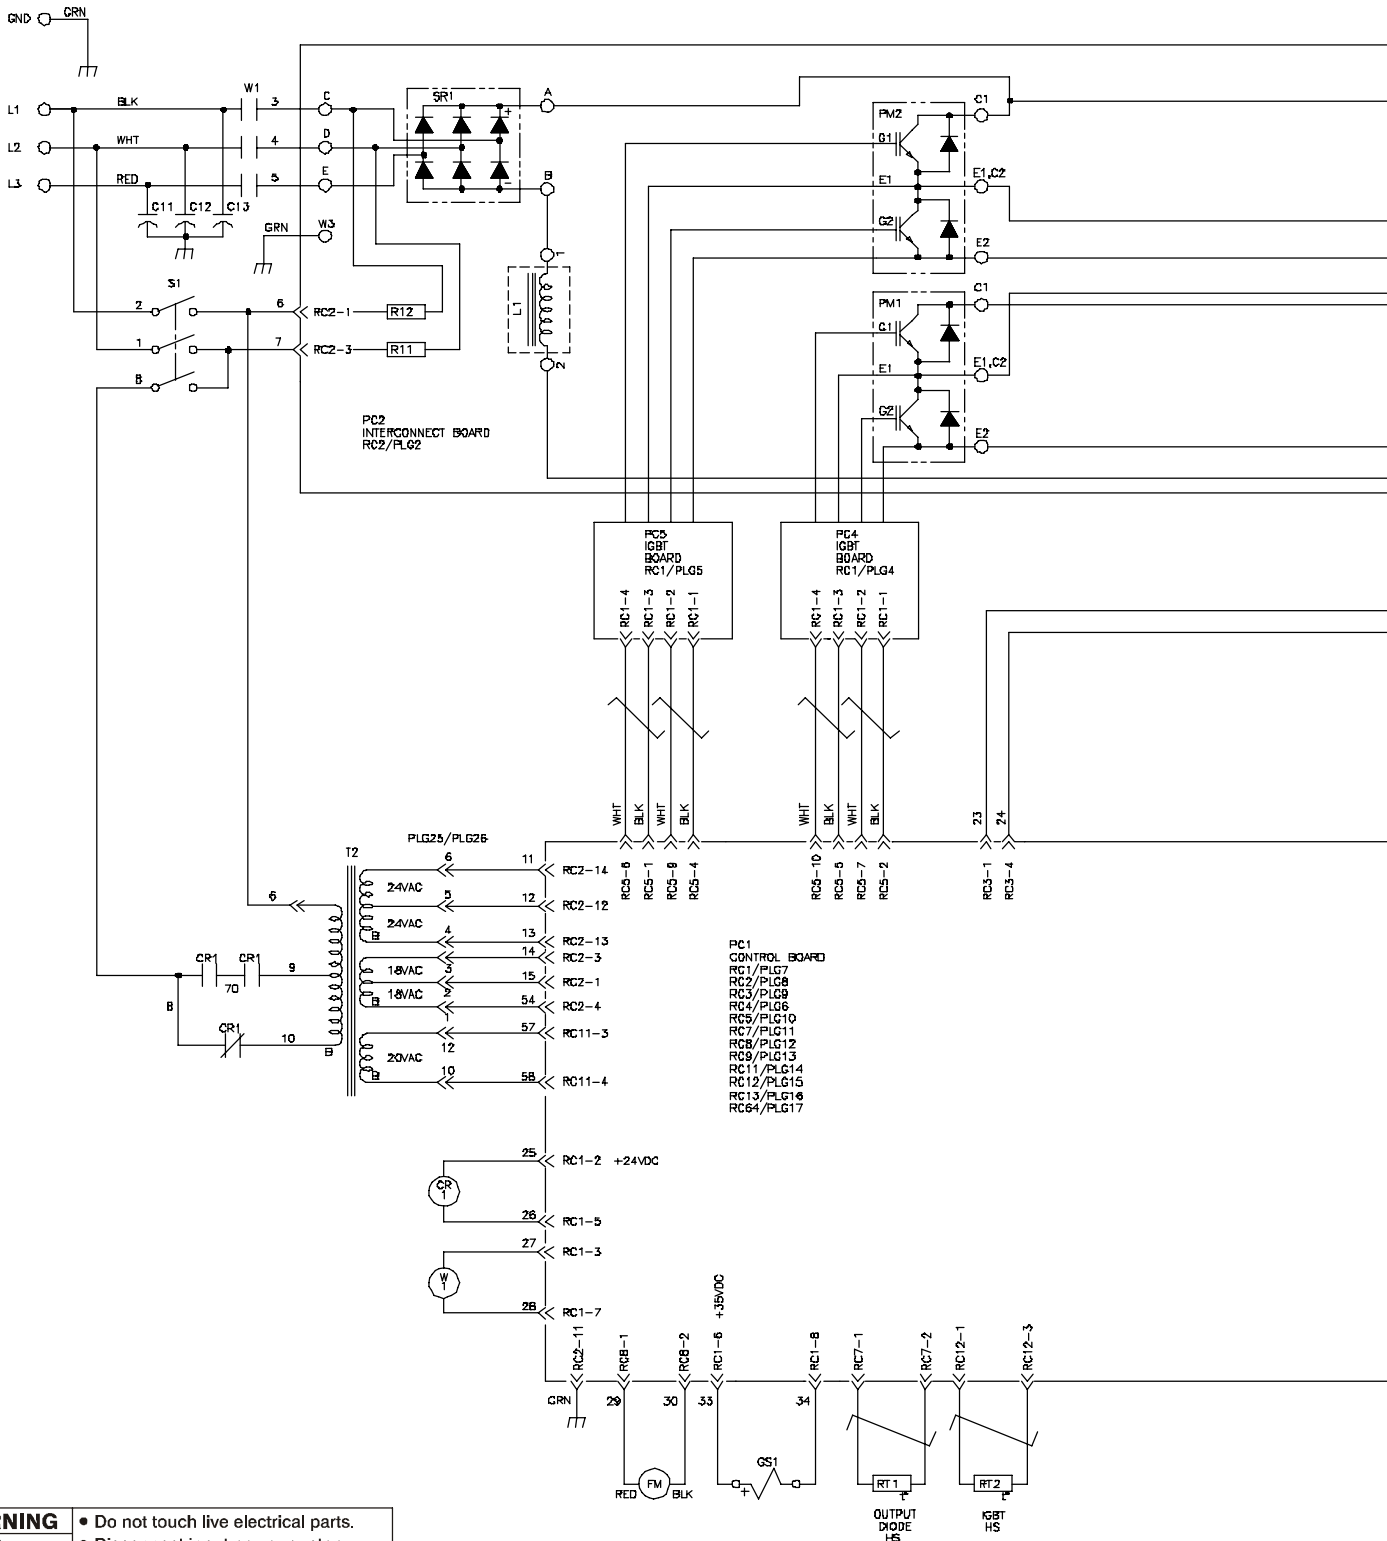 GND GRN
L1 BLK W1 3 C SR1 + A
L2 WHT 4 D
L3 RED 5 E - B
C11 C12 C13
GRN W3
PM2 C1
G1
E1 E1,C2
G2
E2
S1
2 6 RC2-1 R12
1 7 RC2-3 R11
8
L1 1 2
PM1 C1
G1
E1 E1,C2
G2
E2
PC2
INTERCONNECT BOARD
RC2/PLG2
PC5
IGBT
BOARD
RC1/PLG5
RC1-4 RC1-3 RC1-2 RC1-1
PC4
IGBT
BOARD
RC1/PLG4
RC1-4 RC1-3 RC1-2 RC1-1
WHT BLK WHT BLK
WHT BLK WHT BLK
23 24
RC5-6 RC5-1 RC5-9 RC5-4
RC5-10 RC5-5 RC5-7 RC5-2
RC3-1 RC3-4
T2
PLG25/PLG26
6 11 RC2-14
24VAC
6 5 12 RC2-12
24VAC
B 4 13 RC2-13
14 RC2-3
18VAC 3
15 RC2-1
B 18VAC 2
54 RC2-4
1
57 RC11-3
12
20VAC
B 10 58 RC11-4
CR1 CR1 9
70
8
CR1 10
B
PC1
CONTROL BOARD
RC1/PLG7
RC2/PLG8
RC3/PLG9
RC4/PLG6
RC5/PLG10
RC7/PLG11
RC8/PLG12
RC9/PLG13
RC11/PLG14
RC12/PLG15
RC13/PLG16
RC64/PLG17
25 RC1-2 +24VDC
CR
1
26 RC1-5
27 RC1-3
W
1
28 RC1-7
RC2-11 RC8-1 RC8-2 RC1-6 +35VDC RC1-8 RC7-1 RC7-2 RC12-1 RC12-3
GRN 29 30 33 34
RED FM BLK
GS1
+
RT1
t°
OUTPUT
DIODE
HS
RT2
t°
IGBT
HS
• Do not touch live electrical parts.